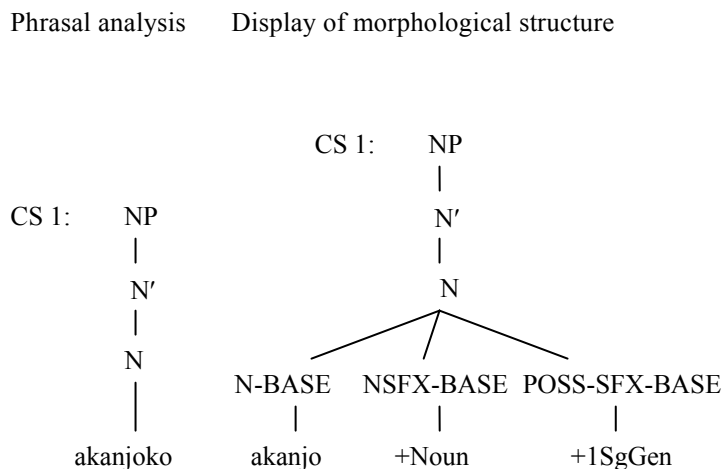 Phrasal analysis Display of morphological structure
CS 1: NP
N′
CS 1: NP
N′
N
N
N-BASE NSFX-BASE POSS-SFX-BASE
akanjoko akanjo +Noun +1SgGen